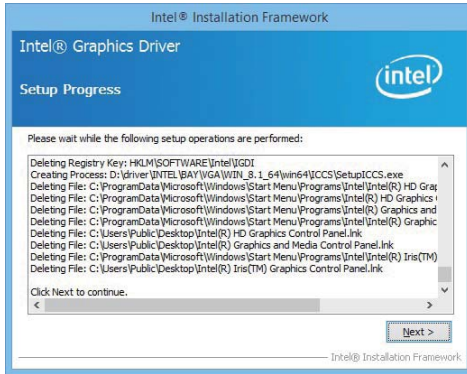 Intel® Installation Framework
Intel® Graphics Driver
Setup Progress
intel
Please wait while the following setup operations are performed:
Deleting Registry Key: HKLM\SOFTWARE\Intel\IGDI
Creating Process: D:\driver\INTEL\BAY\VGA\WIN_8.1_64\win64\ICCS\SetupICCS.exe
Deleting File: C:\ProgramData\Microsoft\Windows\Start Menu\Programs\Intel\Intel(R) HD Grap
Deleting File: C:\ProgramData\Microsoft\Windows\Start Menu\Programs\Intel\Intel(R) HD Graphics
Deleting File: C:\ProgramData\Microsoft\Windows\Start Menu\Programs\Intel\Intel(R) Graphics and
Deleting File: C:\ProgramData\Microsoft\Windows\Start Menu\Programs\Intel\Intel(R) Graphic
Deleting File: C:\Users\Public\Desktop\Intel(R) HD Graphics Control Panel.lnk
Deleting File: C:\Users\Public\Desktop\Intel(R) Graphics and Media Control Panel.lnk
Deleting File: C:\ProgramData\Microsoft\Windows\Start Menu\Programs\Intel\Intel(R) Iris(TM)
Deleting File: C:\Users\Public\Desktop\Intel(R) Iris(TM) Graphics Control Panel.lnk
Click Next to continue.
Next >
Intel® Installation Framework